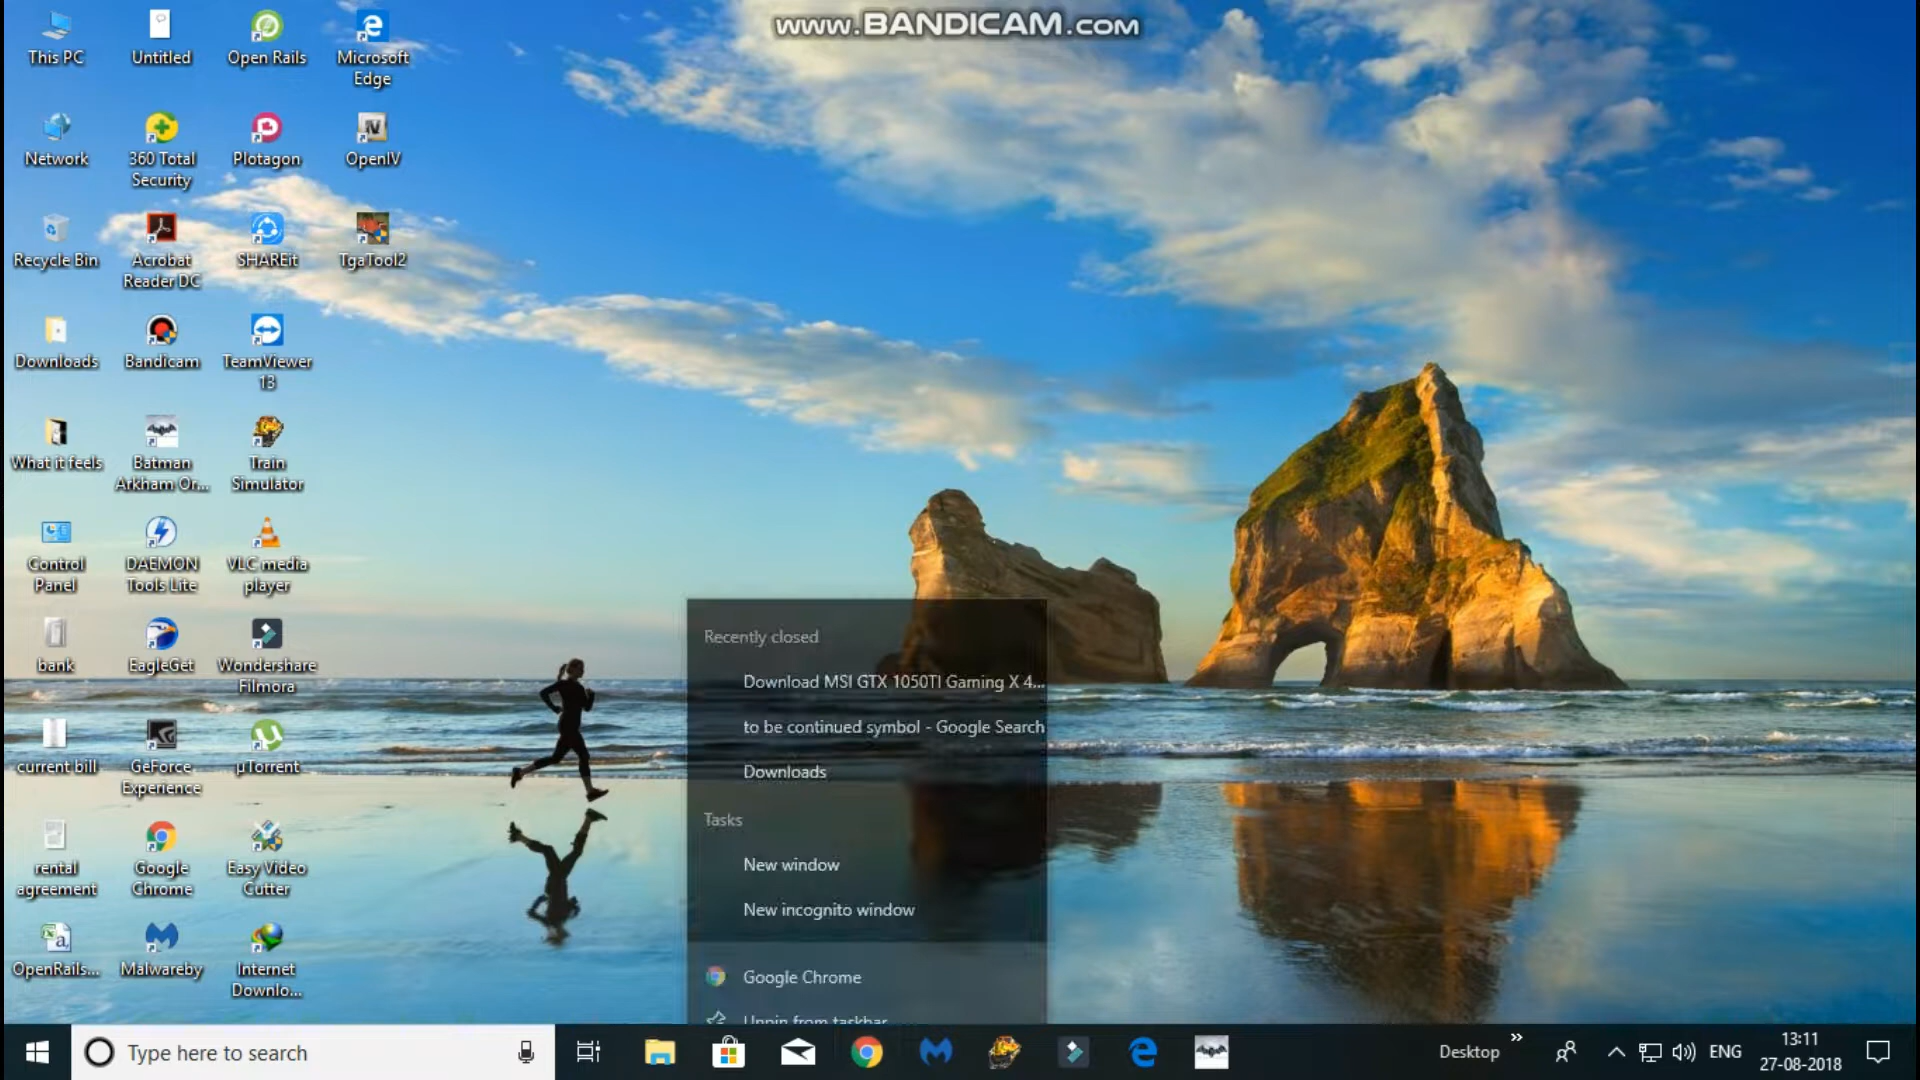 www.BANDICAM.com
This PC
Untitled
Open Rails
Microsoft
Edge
Network
360 Total
Security
Plotagon
OpenIV
Recycle Bin
Acrobat
Reader DC
SHAREit
TgaTool2
Downloads
Bandicam
TeamViewer
13
What it feels
Batman
Arkham Or...
Train
Simulator
Control
Panel
DAEMON
Tools Lite
VLC media
player
bank
EagleGet
Wondershare
Filmora
current bill
GeForce
Experience
µTorrent
rental
agreement
Google
Chrome
Easy Video
Cutter
OpenRails...
Malwareby
Internet
Downlo...
Recently closed
Download MSI GTX 1050TI Gaming X 4...
to be continued symbol - Google Search
Downloads
Tasks
New window
New incognito window
Google Chrome
Unpin from taskbar
Type here to search
Desktop
ENG
13:11
27-08-2018